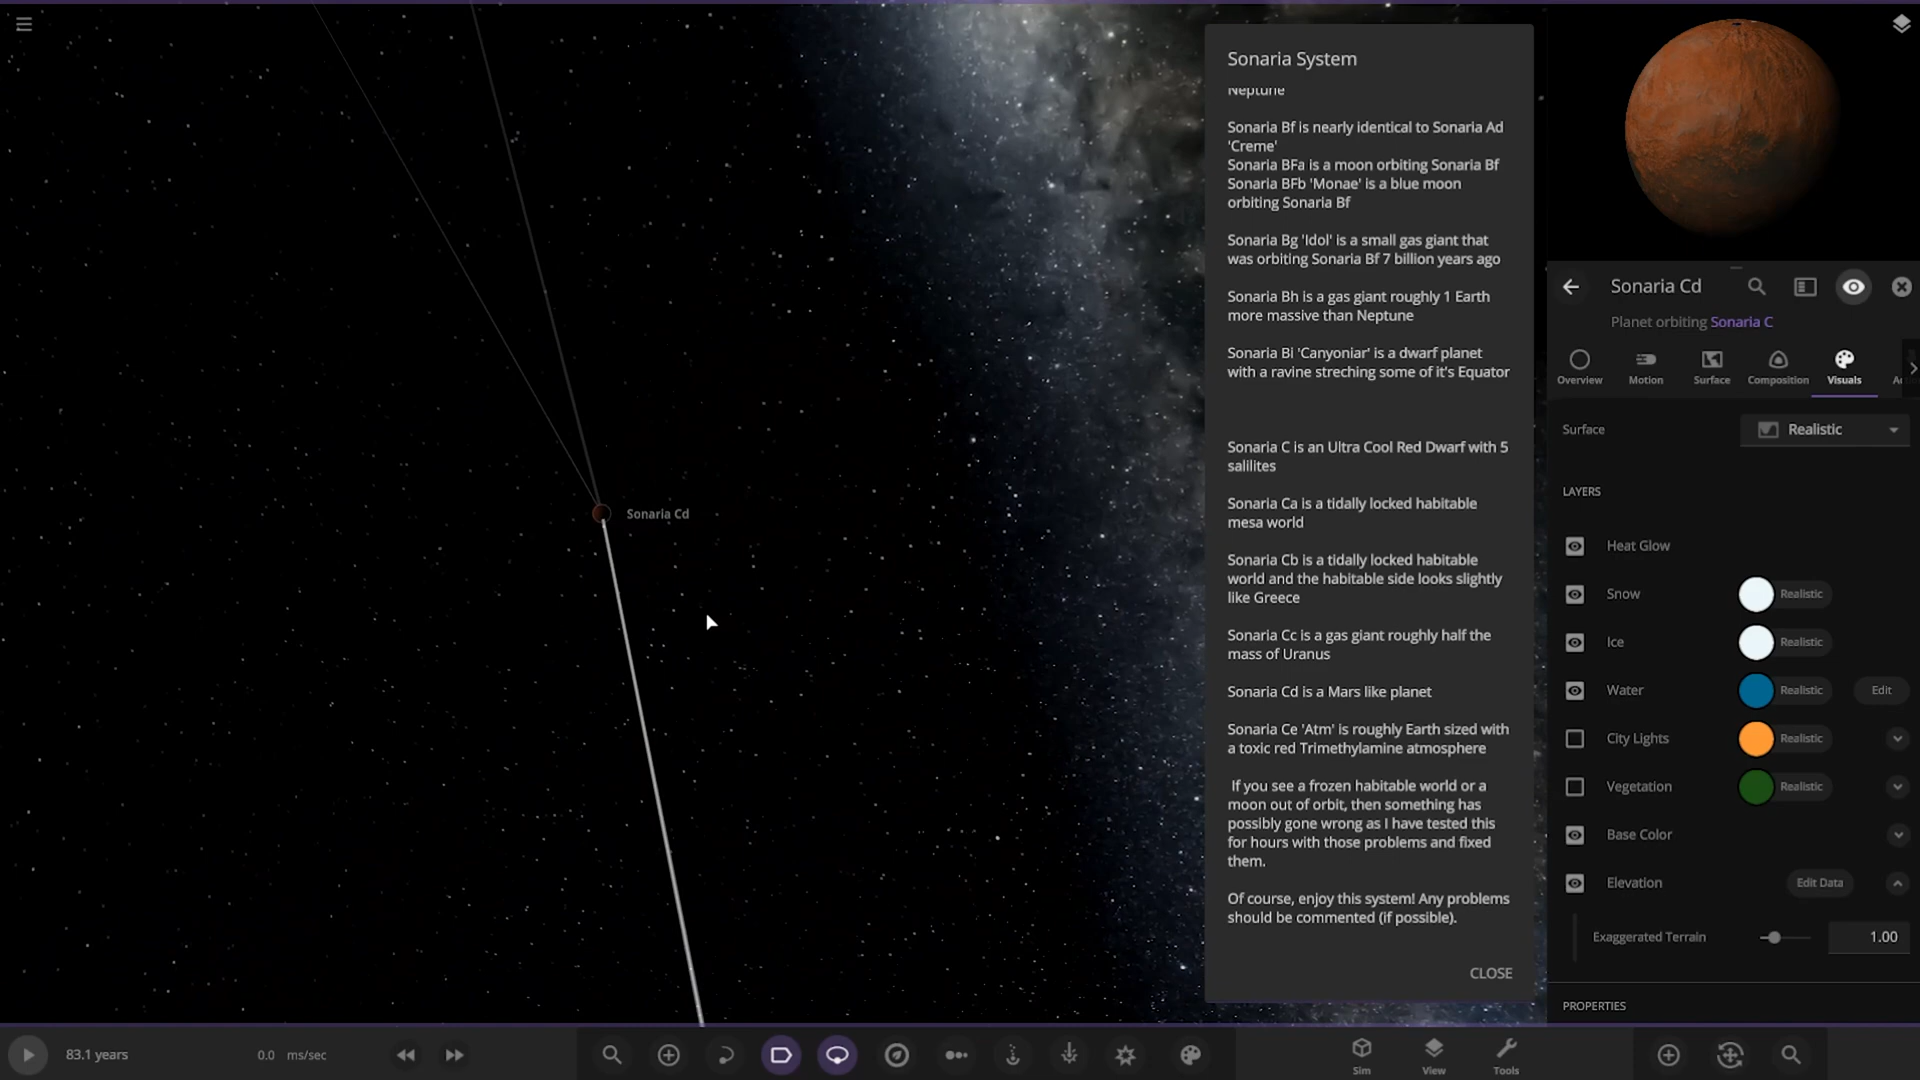 Sonaria System
Neptune
Sonaria Bf is nearly identical to Sonaria Ad
'Creme'
Sonaria BFa is a moon orbiting Sonaria Bf
Sonaria BFb 'Monae' is a blue moon
orbiting Sonaria Bf
Sonaria Bg 'Idol' is a small gas giant that
was orbiting Sonaria Bf 7 billion years ago
Sonaria Bh is a gas giant roughly 1 Earth
more massive than Neptune
Sonaria Bi 'Canyoniar' is a dwarf planet
with a ravine streching some of it's Equator
Sonaria C is an Ultra Cool Red Dwarf with 5
salilites
Sonaria Ca is a tidally locked habitable
mesa world
Sonaria Cb is a tidally locked habitable
world and the habitable side looks slightly
like Greece
Sonaria Cc is a gas giant roughly half the
mass of Uranus
Sonaria Cd is a Mars like planet
Sonaria Ce 'Atm' is roughly Earth sized with
a toxic red Trimethylamine atmosphere
If you see a frozen habitable world or a
moon out of orbit, then something has
possibly gone wrong as I have tested this
for hours with those problems and fixed
them.
Of course, enjoy this system! Any problems
should be commented (if possible).
CLOSE
Sonaria Cd
Sonaria Cd
Planet orbiting Sonaria C
Overview Motion Surface Composition Visuals
Surface Realistic
LAYERS
Heat Glow
Snow Realistic
Ice Realistic
Water Realistic Edit
City Lights Realistic
Vegetation Realistic
Base Color
Elevation Edit Data
Exaggerated Terrain 1.00
PROPERTIES
83.1 years 0.0 ms/sec
Sim View Tools